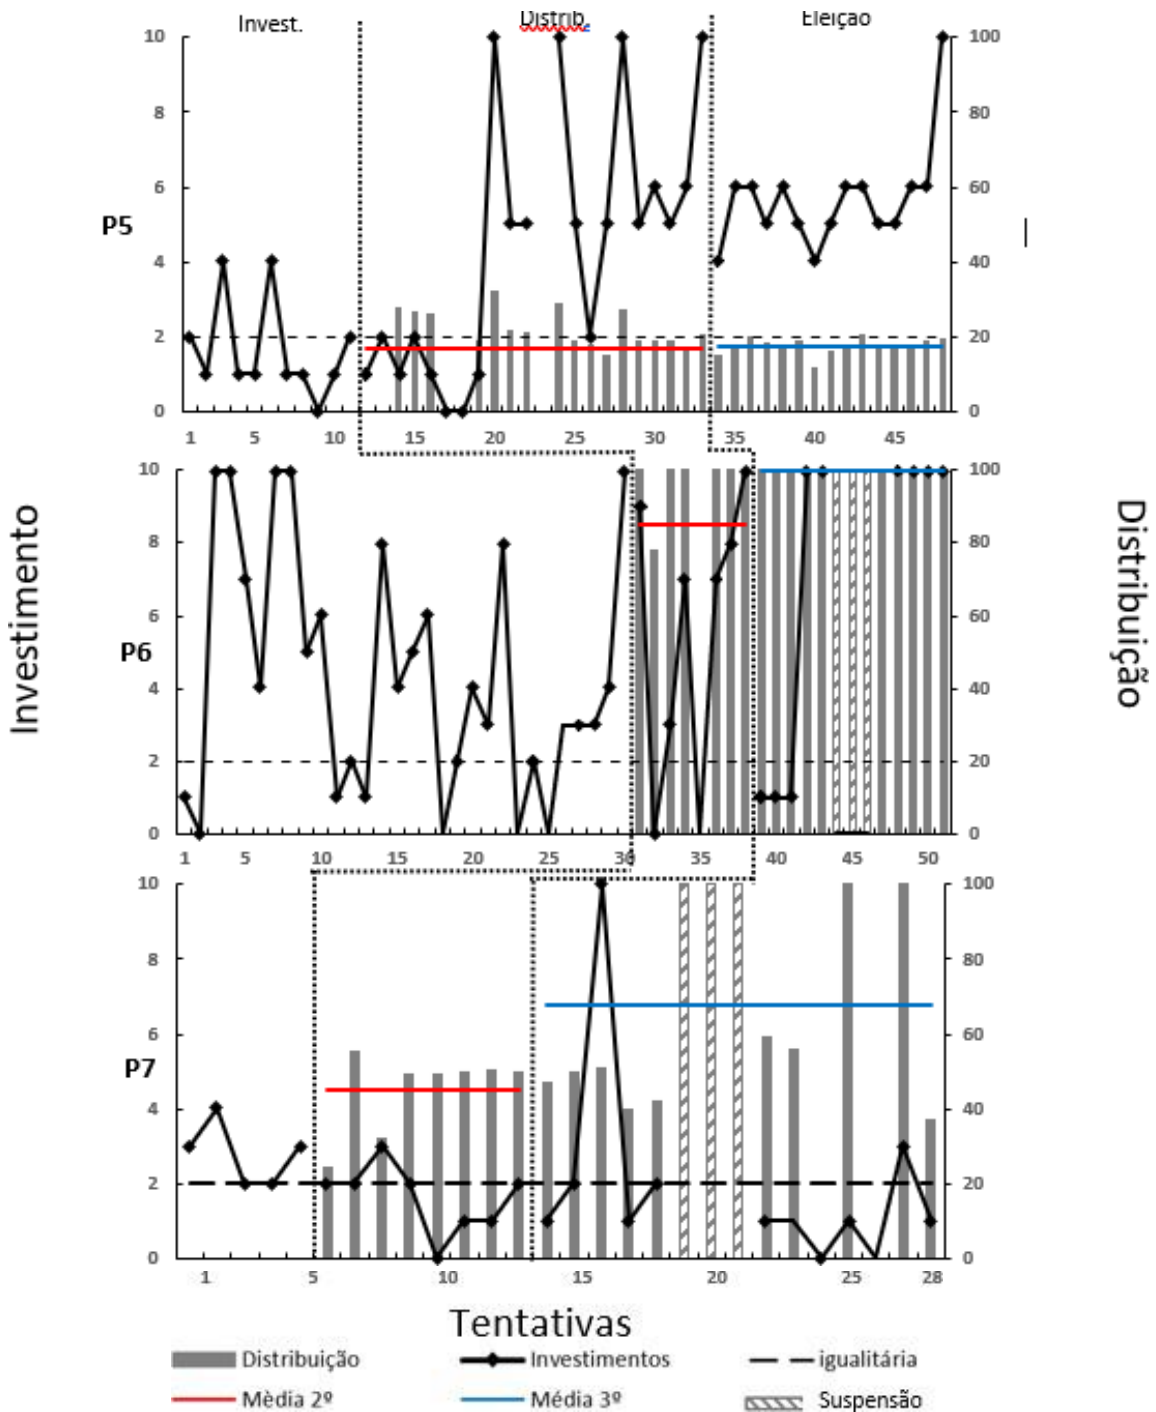 Invest. Distrib. Eleição
10 100
8 80
6 60
P5
4 40
2 20
0 0
1 5 10 15 20 25 30 35 40 45
10 100
8 80
6 60
P6
4 40
2 20
0 0
1 5 10 15 20 25 30 35 40 45 50
10 100
8 80
6 60
P7
4 40
2 20
0 0
1 5 10 15 20 25 28
Investimento
Distribuição
Tentativas
Distribuição Investimentos igualitária
Mèdia 2º Média 3º Suspensão